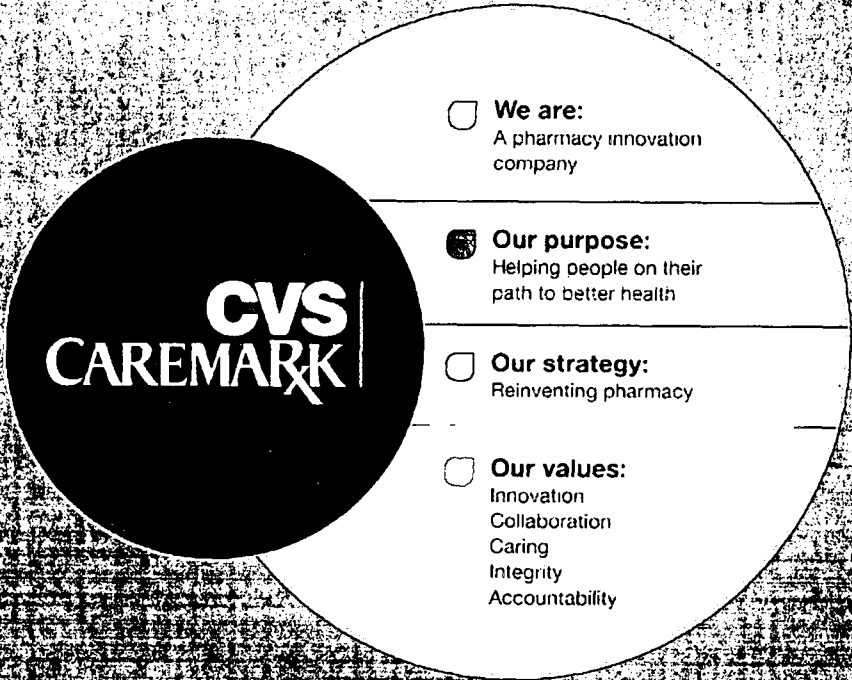 CVS
CAREMARK
We are:
A pharmacy innovation
company
Our purpose:
Helping people on their
path to better health
Our strategy:
Reinventing pharmacy
Our values:
Innovation
Collaboration
Caring
Integrity
Accountability